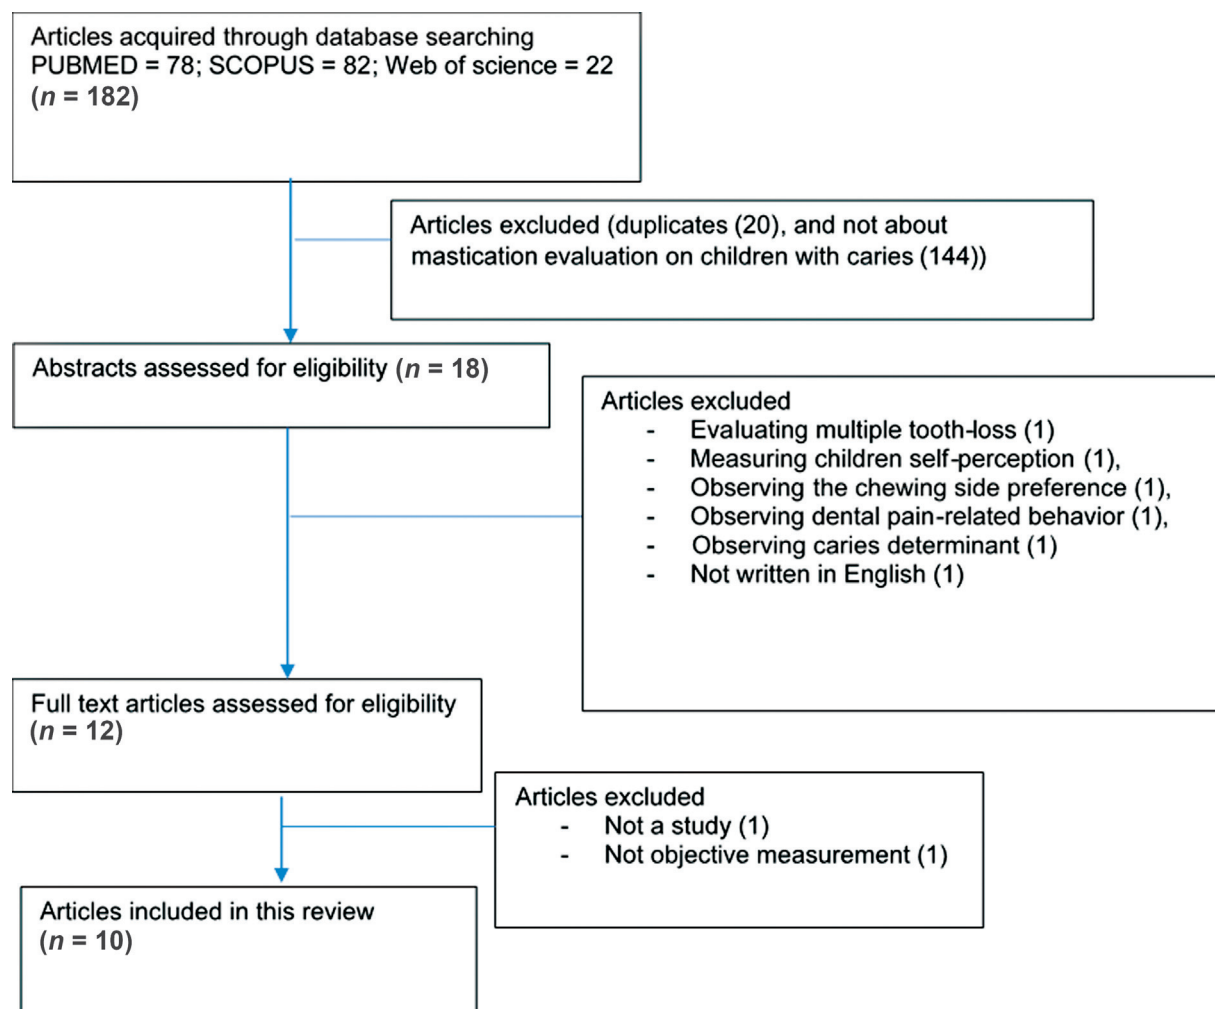 Articles acquired through database searching
PUBMED = 78; SCOPUS = 82; Web of science = 22
(n = 182)
Articles excluded (duplicates (20), and not about
mastication evaluation on children with caries (144))
Abstracts assessed for eligibility (n = 18)
Articles excluded
- Evaluating multiple tooth-loss (1)
- Measuring children self-perception (1),
- Observing the chewing side preference (1),
- Observing dental pain-related behavior (1),
- Observing caries determinant (1)
- Not written in English (1)
Full text articles assessed for eligibility
(n = 12)
Articles excluded
- Not a study (1)
- Not objective measurement (1)
Articles included in this review
(n = 10)